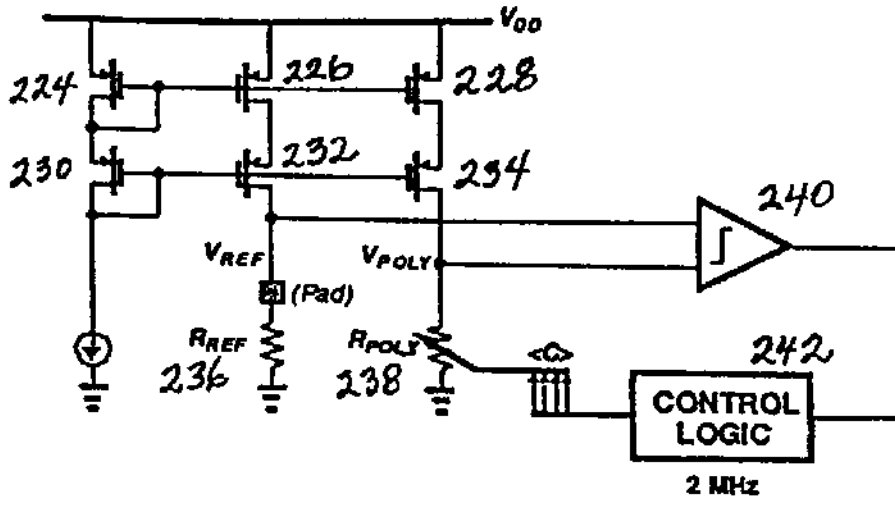 VDD
224
226
228
230
232
234
240
VREF
VPOLY
(Pad)
RREF
236
RPOLY
238
<C>
242
CONTROL
LOGIC
2 MHz